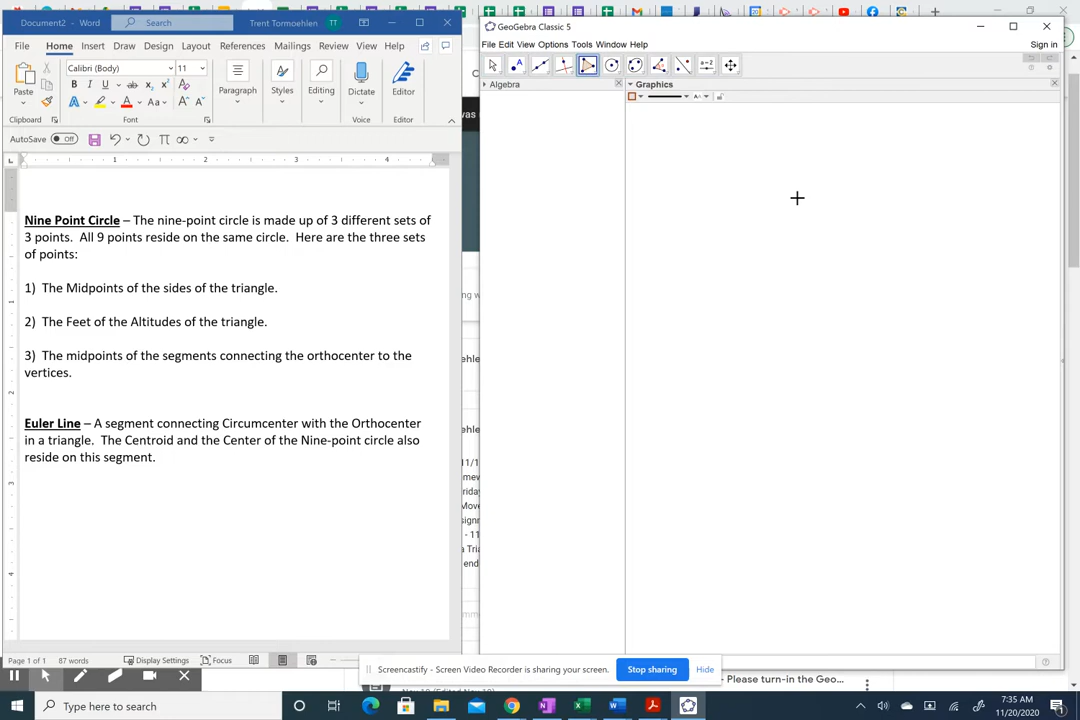 Document2 - Word
Search
Trent Tormoehlen
TT
File Home Insert Draw Design Layout References Mailings Review View Help
Calibri (Body) 11
Paste
Paragraph
Styles
Editing
Dictate
Editor
Clipboard
Font
Voice
Editor
AutoSave Off
1 2 3 4
Nine Point Circle – The nine-point circle is made up of 3 different sets of
3 points. All 9 points reside on the same circle. Here are the three sets
of points:
1) The Midpoints of the sides of the triangle.
2) The Feet of the Altitudes of the triangle.
3) The midpoints of the segments connecting the orthocenter to the
vertices.
Euler Line – A segment connecting Circumcenter with the Orthocenter
in a triangle. The Centroid and the Center of the Nine-point circle also
reside on this segment.
Page 1 of 1 87 words Display Settings Focus
GeoGebra Classic 5
File Edit View Options Tools Window Help
Sign in
Algebra
Graphics
Screencastify - Screen Video Recorder is sharing your screen.
Stop sharing
Hide
- Please turn-in the Geo...
Type here to search
7:35 AM
11/20/2020